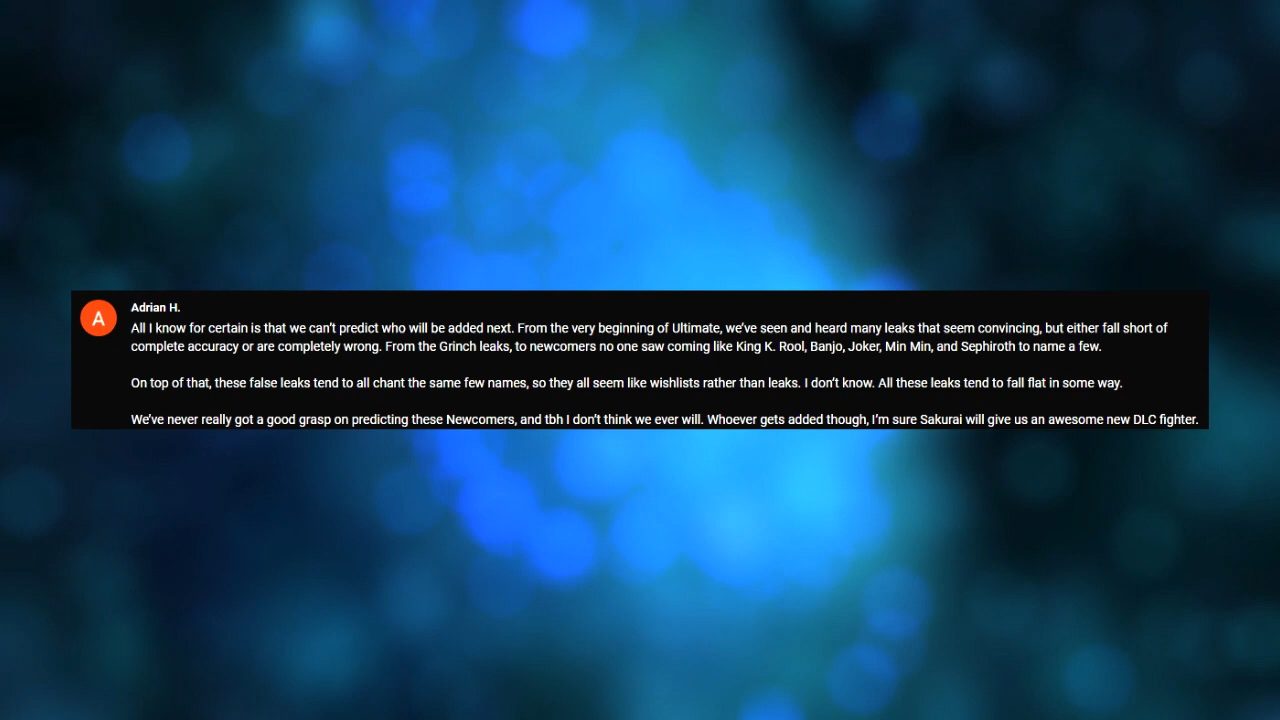 A
Adrian H.
All I know for certain is that we can't predict who will be added next. From the very beginning of Ultimate, we've seen and heard many leaks that seem convincing, but either fall short of
complete accuracy or are completely wrong. From the Grinch leaks, to newcomers no one saw coming like King K. Rool, Banjo, Joker, Min Min, and Sephiroth to name a few.
On top of that, these false leaks tend to all chant the same few names, so they all seem like wishlists rather than leaks. I don't know. All these leaks tend to fall flat in some way.
We've never really got a good grasp on predicting these Newcomers, and tbh I don't think we ever will. Whoever gets added though, I'm sure Sakurai will give us an awesome new DLC fighter.